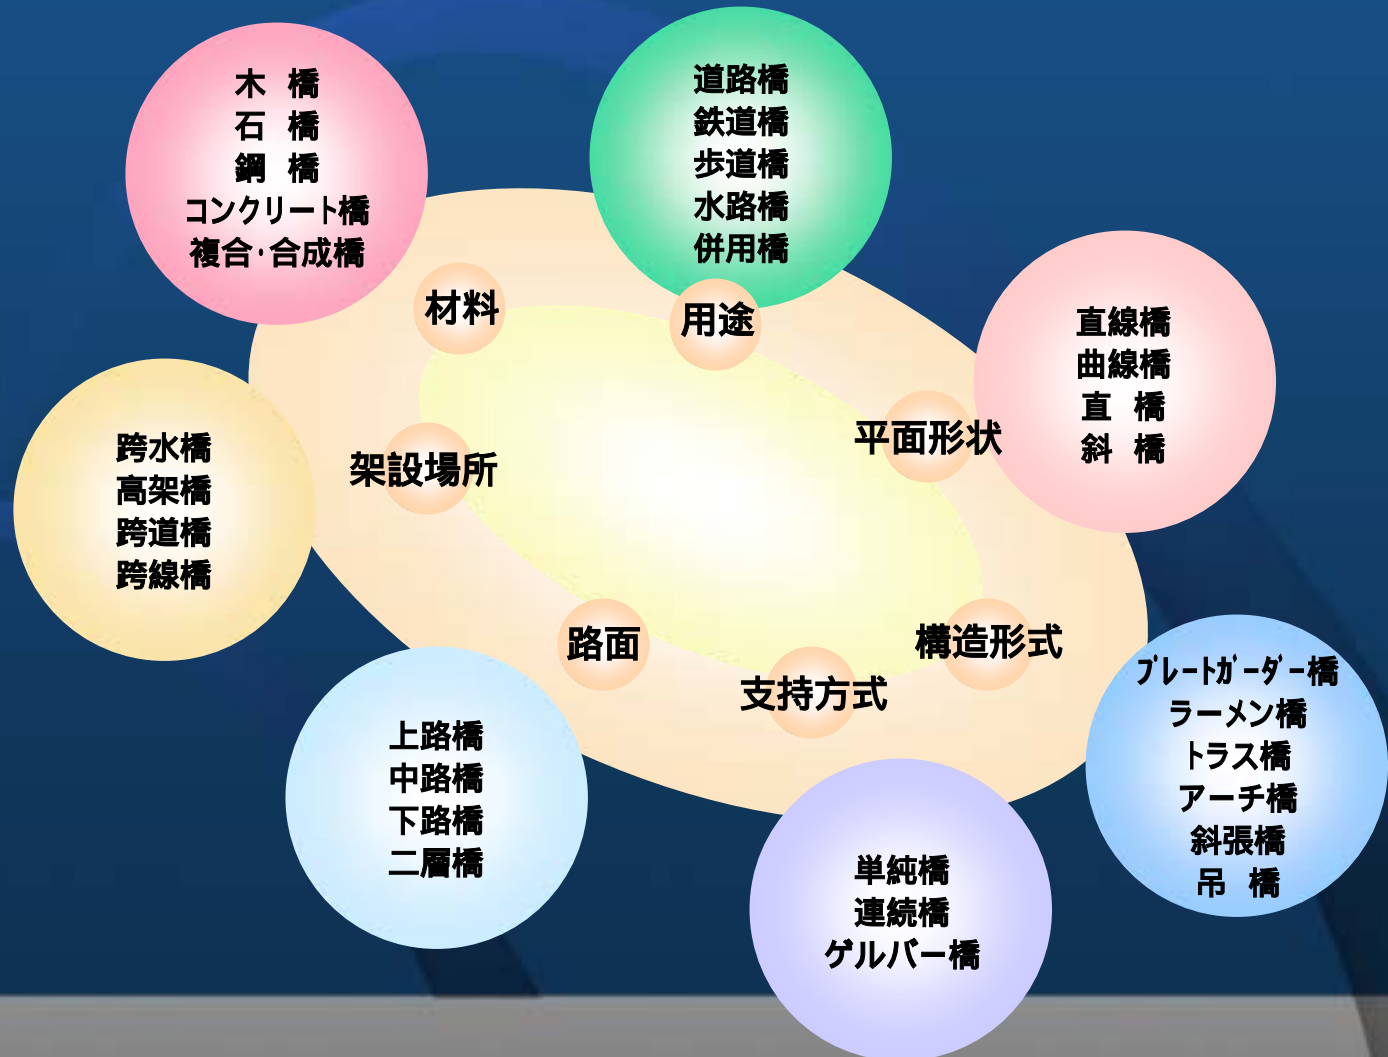 木 橋
石 橋
鋼 橋
コンクリート橋
複合・合成橋
材料
道路橋
鉄道橋
歩道橋
水路橋
併用橋
用途
直線橋
曲線橋
直 橋
斜 橋
平面形状
跨水橋
高架橋
跨道橋
跨線橋
架設場所
路面
上路橋
中路橋
下路橋
二層橋
支持方式
単純橋
連続橋
ゲルバー橋
構造形式
ﾌﾟﾚｰﾄｶﾞｰﾀﾞｰ橋
ラーメン橋
トラス橋
アーチ橋
斜張橋
吊 橋